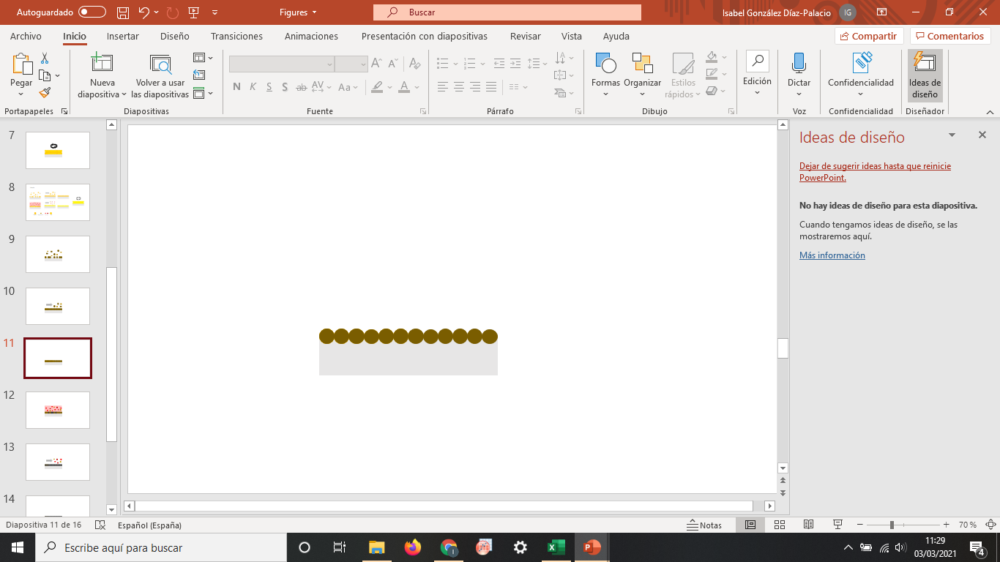 Autoguardado
Figures
Buscar
Isabel González Díaz-Palacio
IG
Archivo
Inicio
Insertar
Diseño
Transiciones
Animaciones
Presentación con diapositivas
Revisar
Vista
Ayuda
Compartir
Comentarios
Pegar
Nueva
diapositiva
Volver a usar
las diapositivas
N
K
S
S
ab
AV
Aa
A
Formas
Organizar
Estilos
rápidos
Edición
Dictar
Confidencialidad
Ideas de
diseño
Portapapeles
Diapositivas
Fuente
Párrafo
Dibujo
Voz
Confidencialidad
Diseñador
7
8
9
10
11
12
13
14
Ideas de diseño
Dejar de sugerir ideas hasta que reinicie
PowerPoint.
No hay ideas de diseño para esta diapositiva.
Cuando tengamos ideas de diseño, se las
mostraremos aquí.
Más información
Diapositiva 11 de 16
Español (España)
Notas
70 %
Escribe aquí para buscar
11:29
03/03/2021
4